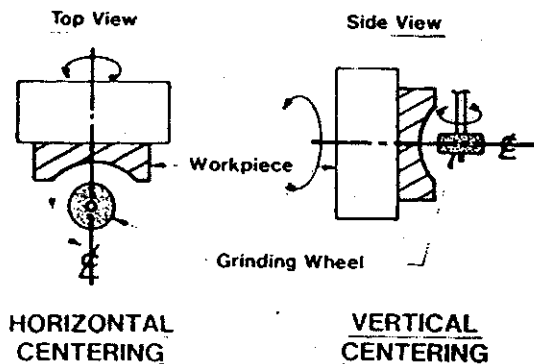 Top View
Side View
Workpiece
℄
Grinding Wheel
℄
HORIZONTAL
CENTERING
VERTICAL
CENTERING